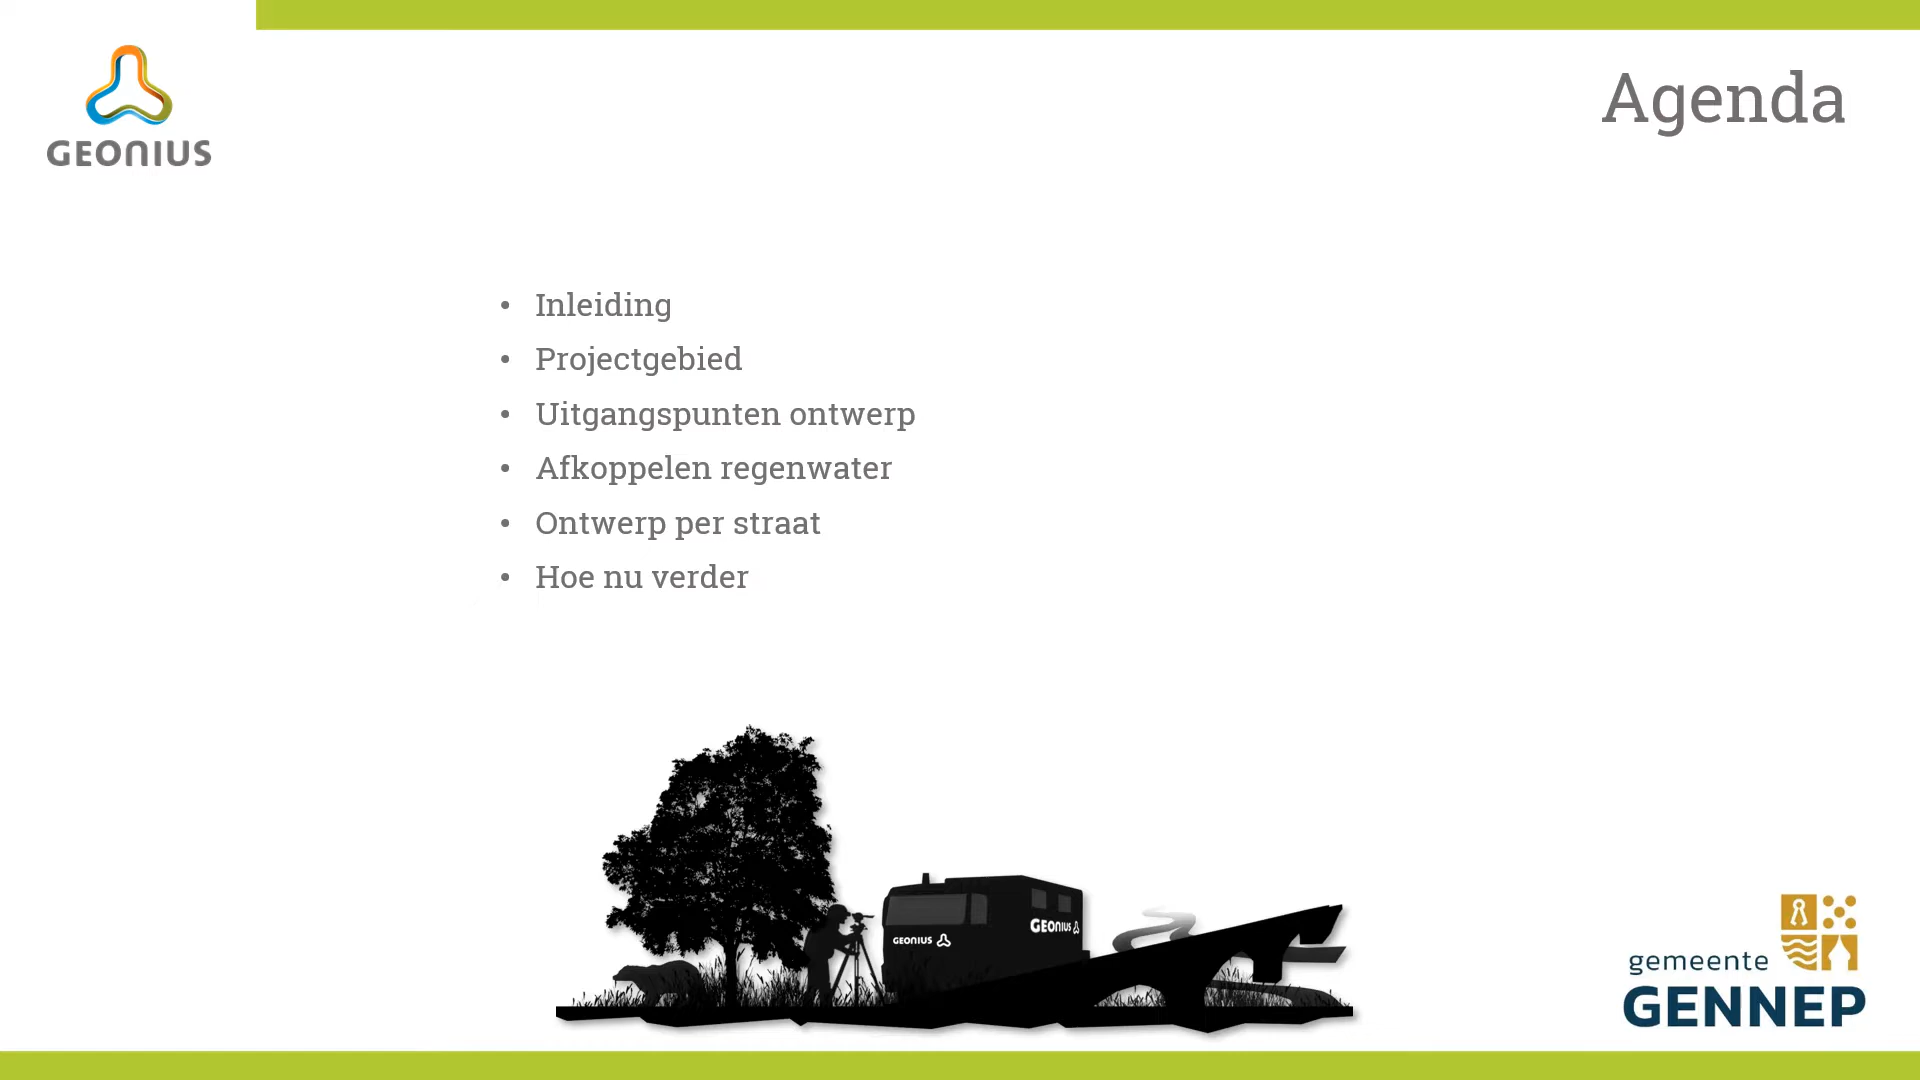 GEONIUS
Agenda
• Inleiding
• Projectgebied
• Uitgangspunten ontwerp
• Afkoppelen regenwater
• Ontwerp per straat
• Hoe nu verder
GEONIUS
GEONIUS
gemeente
GENNEP